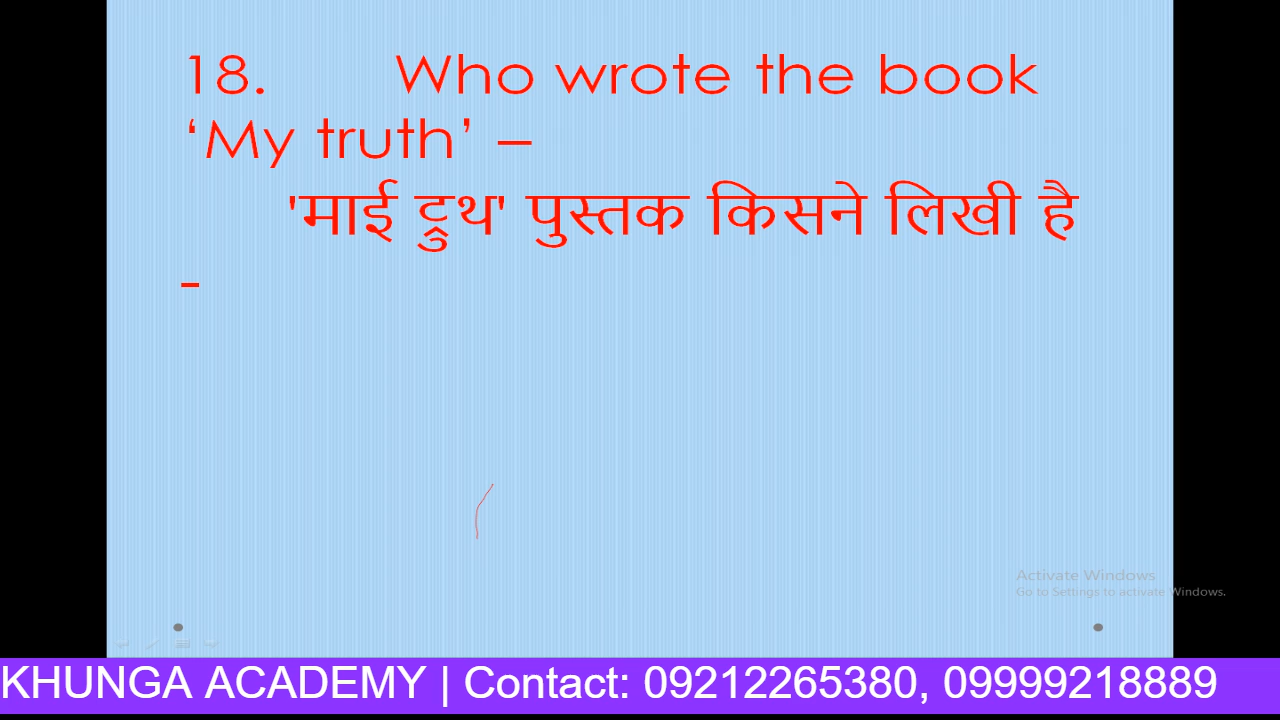 18. Who wrote the book
‘My truth’ –
'माई ट्रुथ' पुस्तक किसने लिखी है
-
Activate Windows
Go to Settings to activate Windows.
KHUNGA ACADEMY | Contact: 09212265380, 09999218889